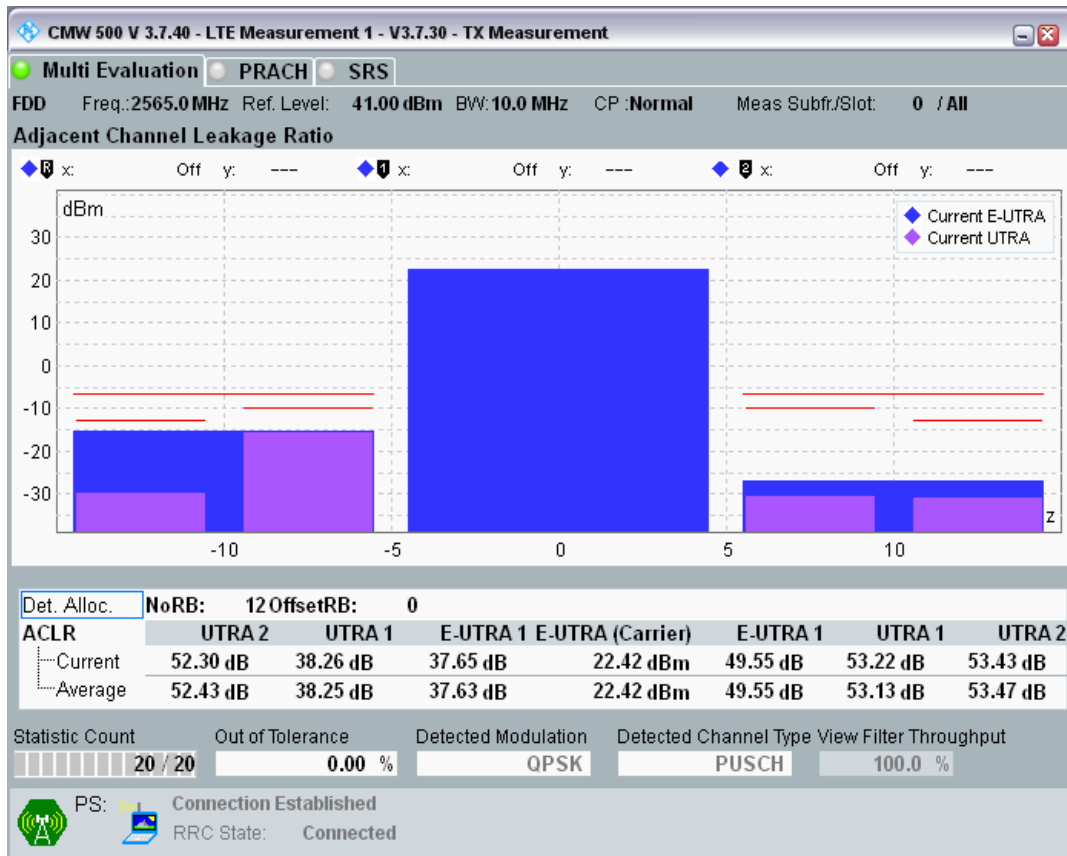 CMW 500 V 3.7.40 - LTE Measurement 1 - V3.7.30 - TX Measurement
Multi Evaluation PRACH SRS
FDD Freq.:2565.0 MHz Ref. Level: 41.00 dBm BW:10.0 MHz CP :Normal Meas Subfr./Slot: 0 / All
Adjacent Channel Leakage Ratio
R x: Off y: --- 1 x: Off y: --- 2 x: Off y: ---
dBm
Current E-UTRA
Current UTRA
30
20
10
0
-10
-20
-30
z
-10 -5 0 5 10
Det. Alloc. NoRB: 12 OffsetRB: 0
ACLR UTRA 2 UTRA 1 E-UTRA 1 E-UTRA (Carrier) E-UTRA 1 UTRA 1 UTRA 2
Current 52.30 dB 38.26 dB 37.65 dB 22.42 dBm 49.55 dB 53.22 dB 53.43 dB
Average 52.43 dB 38.25 dB 37.63 dB 22.42 dBm 49.55 dB 53.13 dB 53.47 dB
Statistic Count Out of Tolerance Detected Modulation Detected Channel Type View Filter Throughput
20 / 20 0.00 % QPSK PUSCH 100.0 %
PS: Connection Established
RRC State: Connected